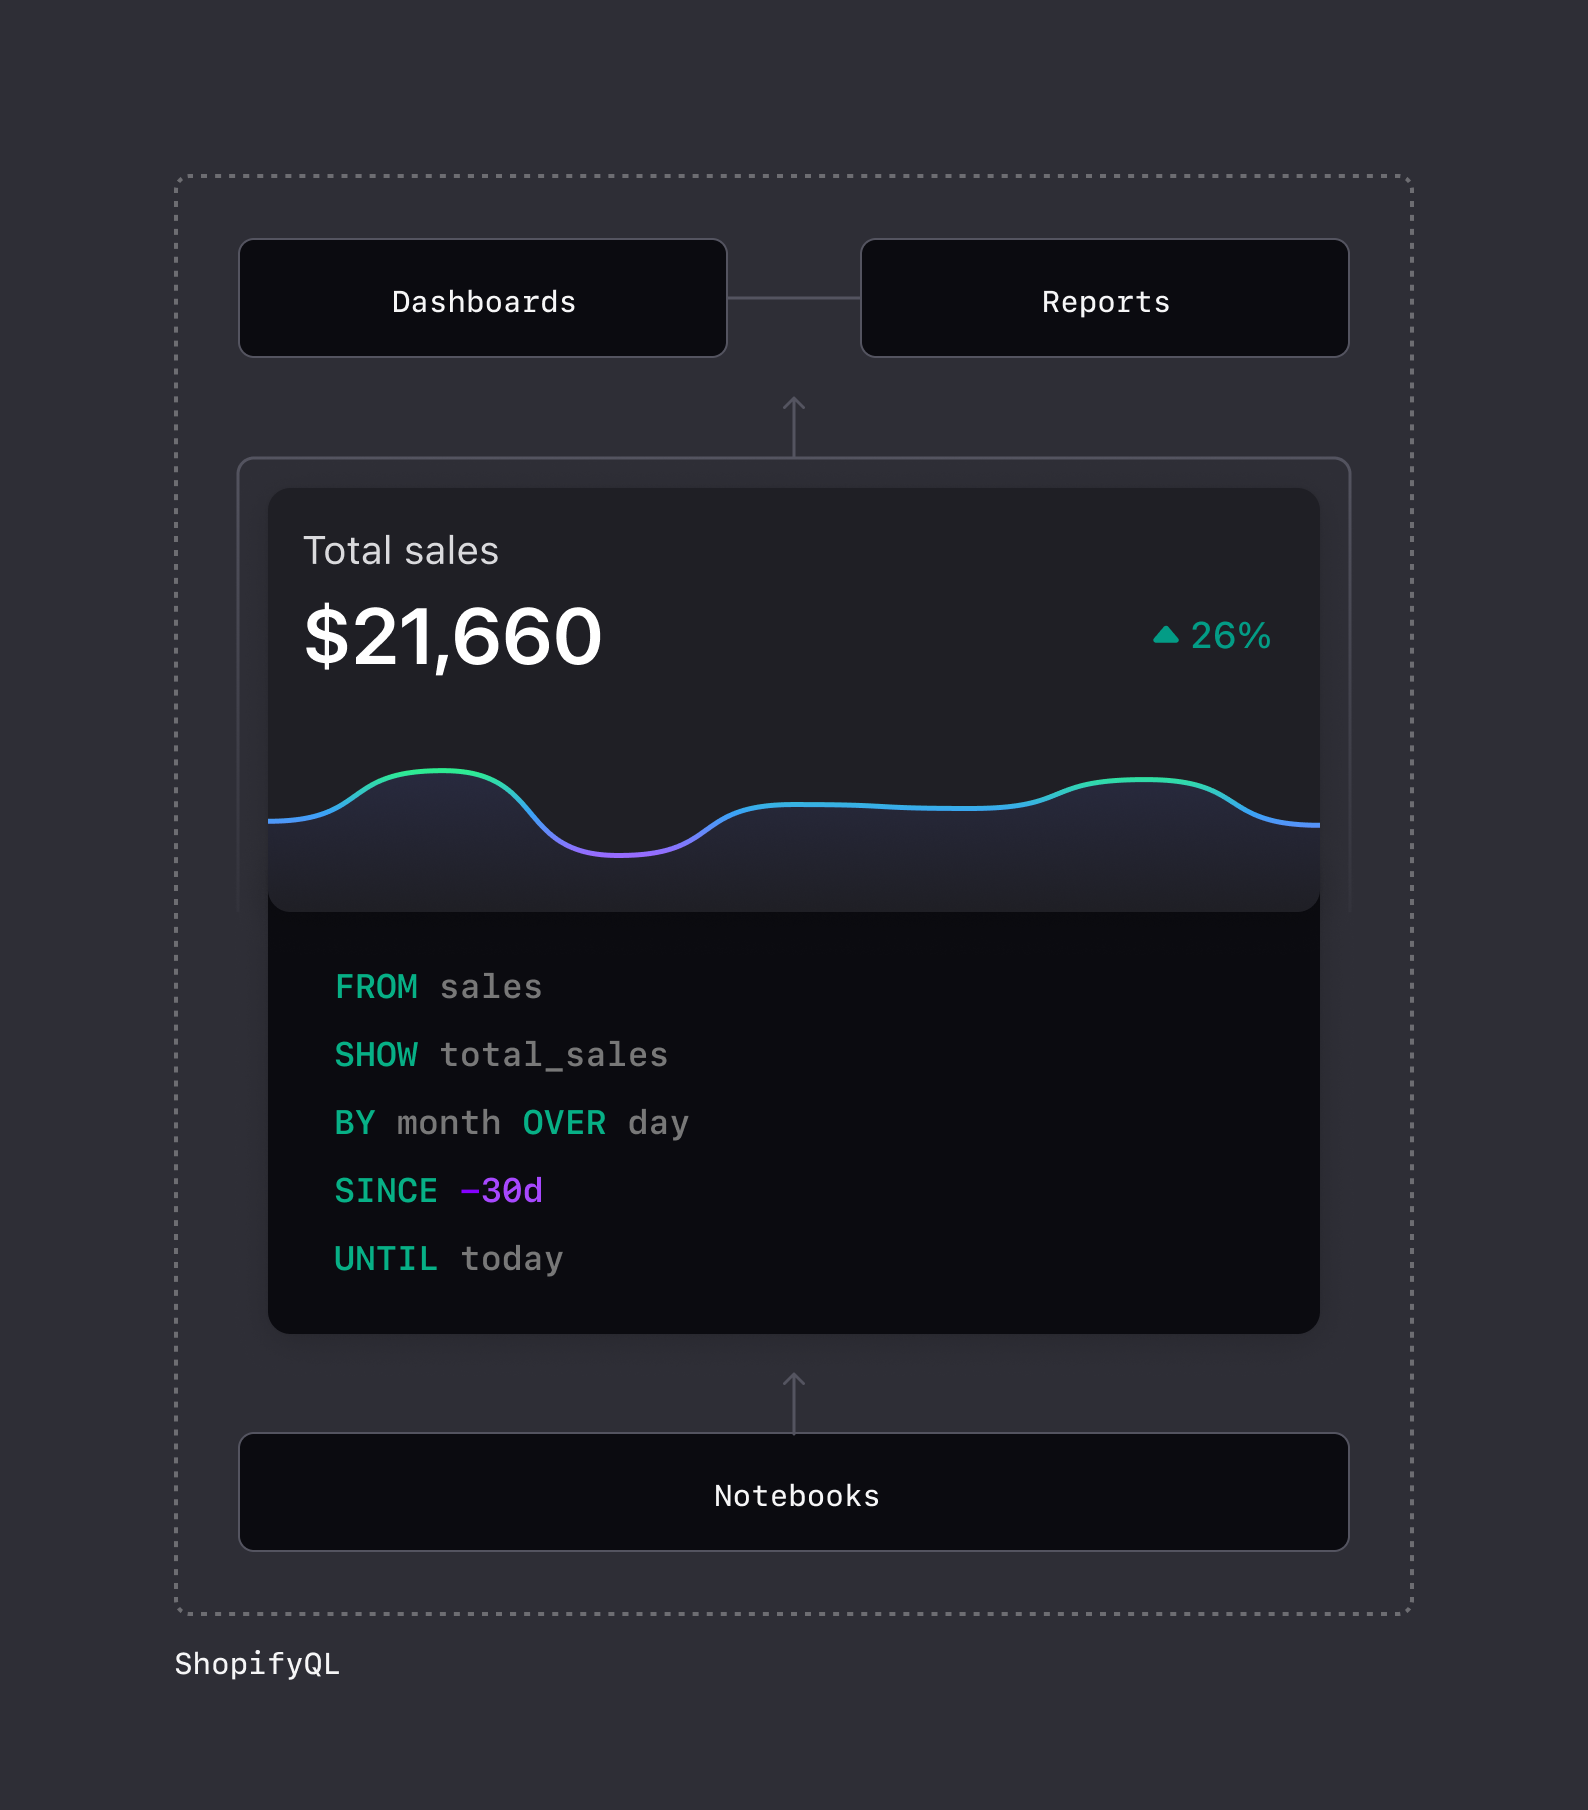 Dashboards
Reports
Total sales
$21,660
26%
FROM sales
SHOW total_sales
BY month OVER day
SINCE −30d
UNTIL today
Notebooks
ShopifyQL